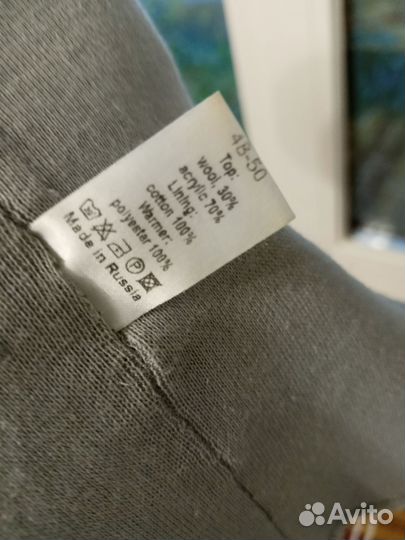 48-50
Top:
wool, 30%
acrylic 70%
Lining:
cotton 100%
Warmer:
polyester 100%
Made in Russia
Avito